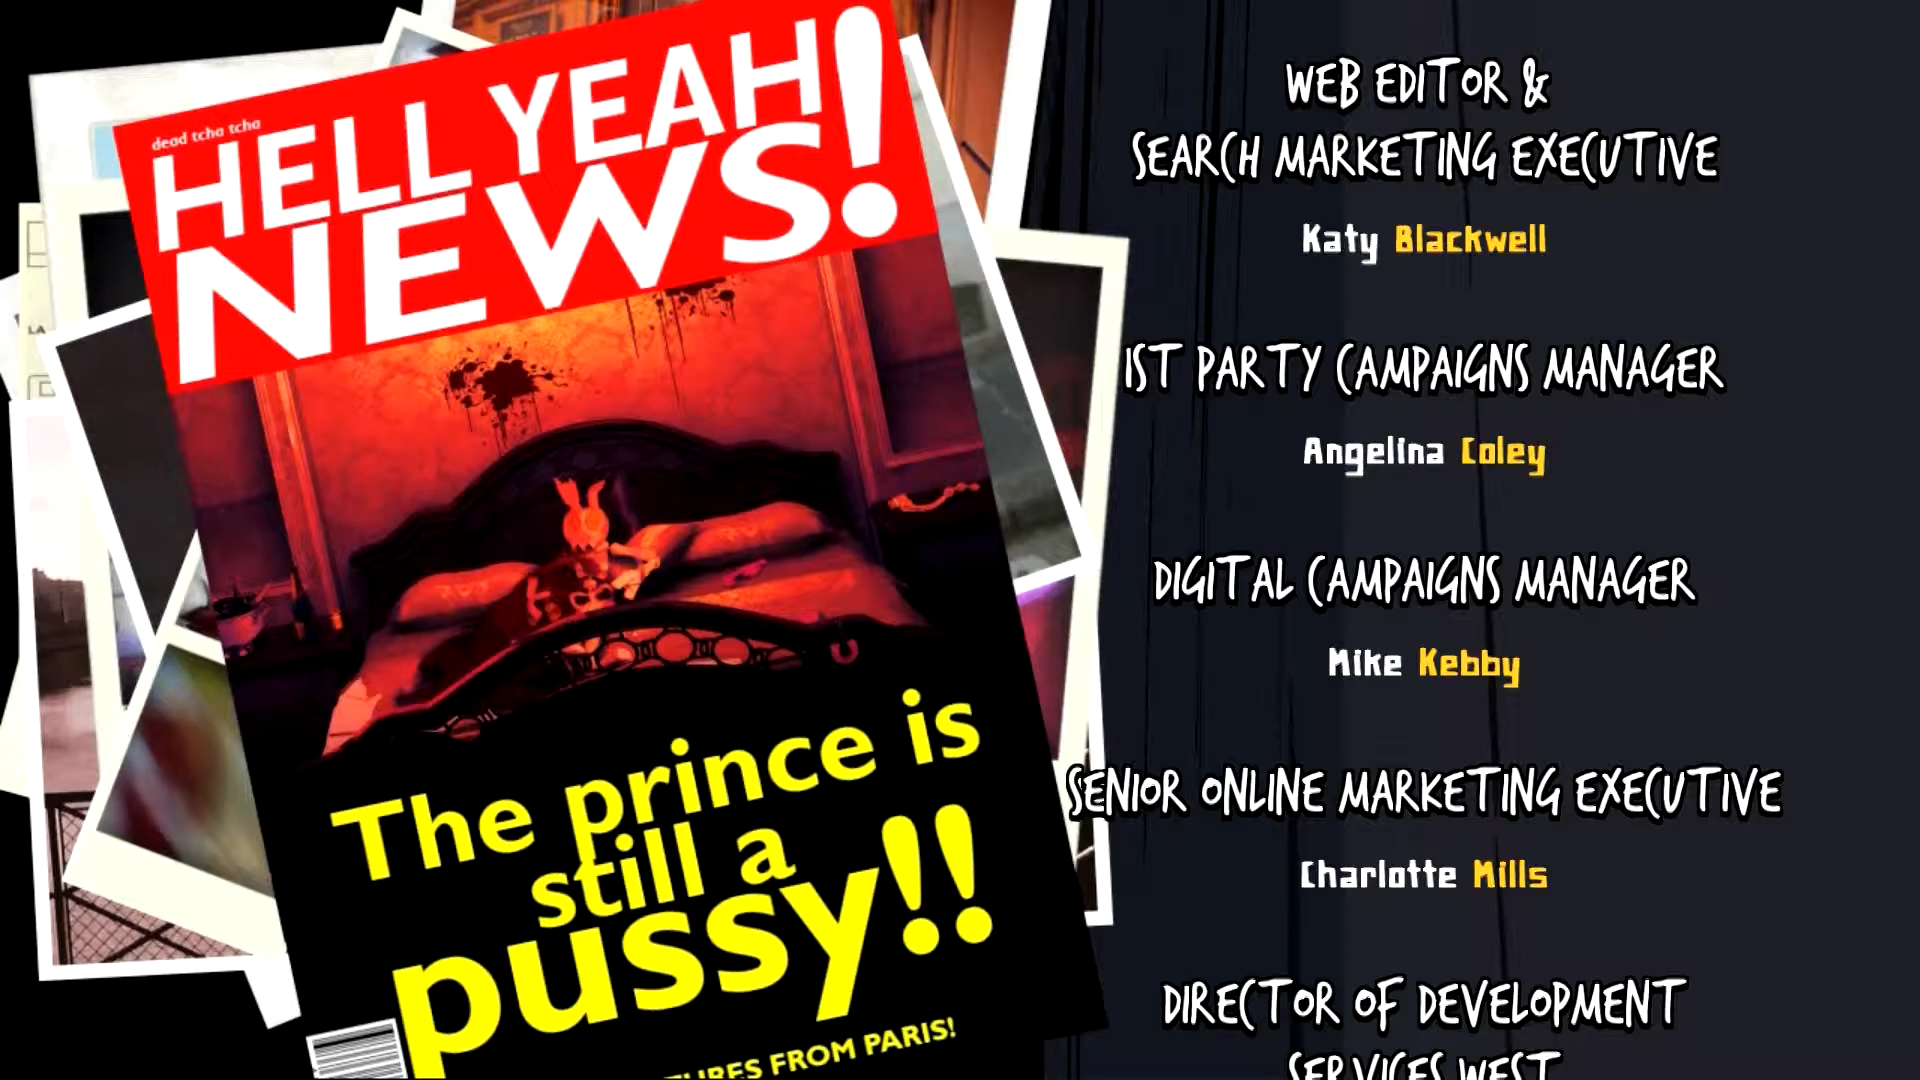 dead tcha tcha
HELL YEAH
NEWS!
The prince is
still a
pussy!!
FROM PARIS!
WEB EDITOR &
SEARCH MARKETING EXECUTIVE
Katy Blackwell
1ST PARTY CAMPAIGNS MANAGER
Angelina Coley
DIGITAL CAMPAIGNS MANAGER
Mike Kebby
SENIOR ONLINE MARKETING EXECUTIVE
Charlotte Mills
DIRECTOR OF DEVELOPMENT
SERVICES WEST